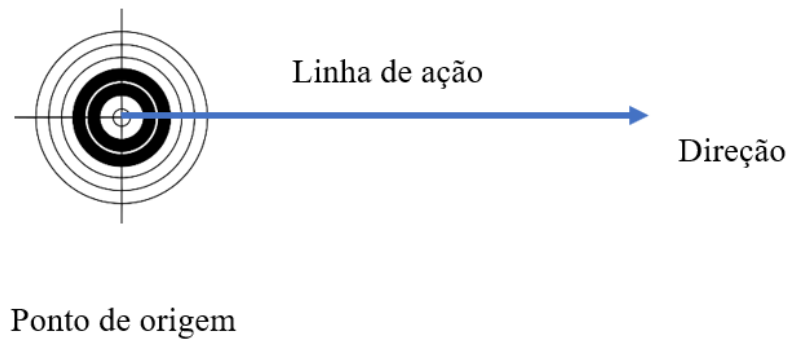 Linha de ação
Direção
Ponto de origem